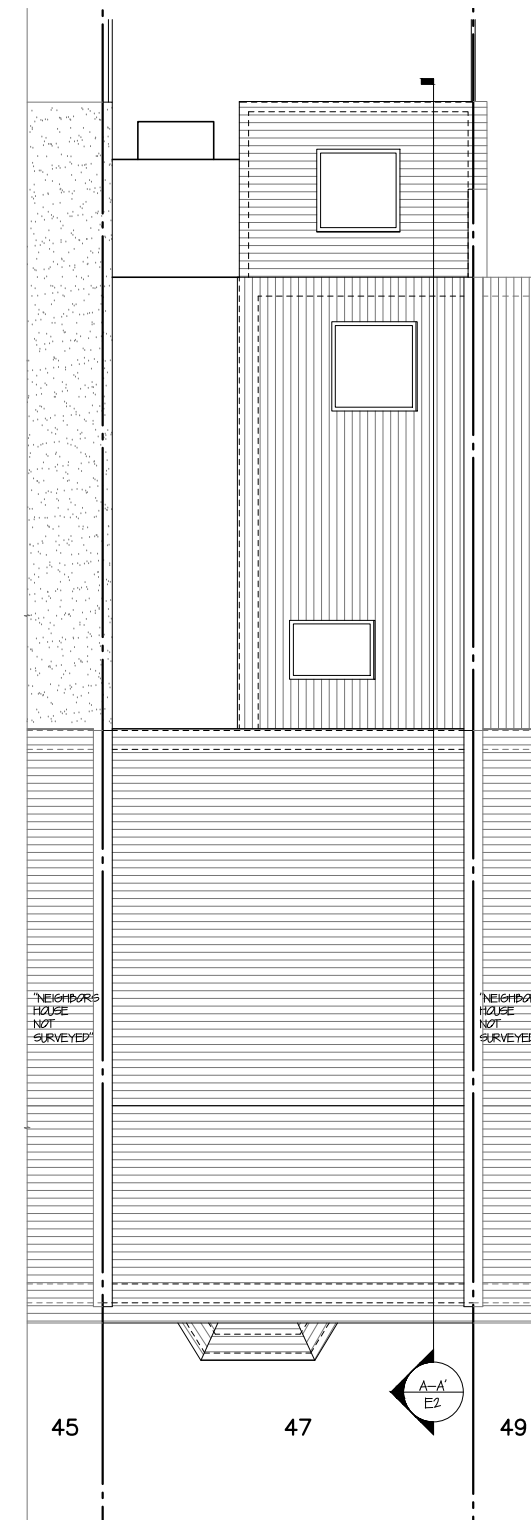 "NEIGHBORS
HOUSE
NOT
SURVEYED"
"NEIGHBO
HOUSE
NOT
SURVEYED
A-A'
E2
45
47
49